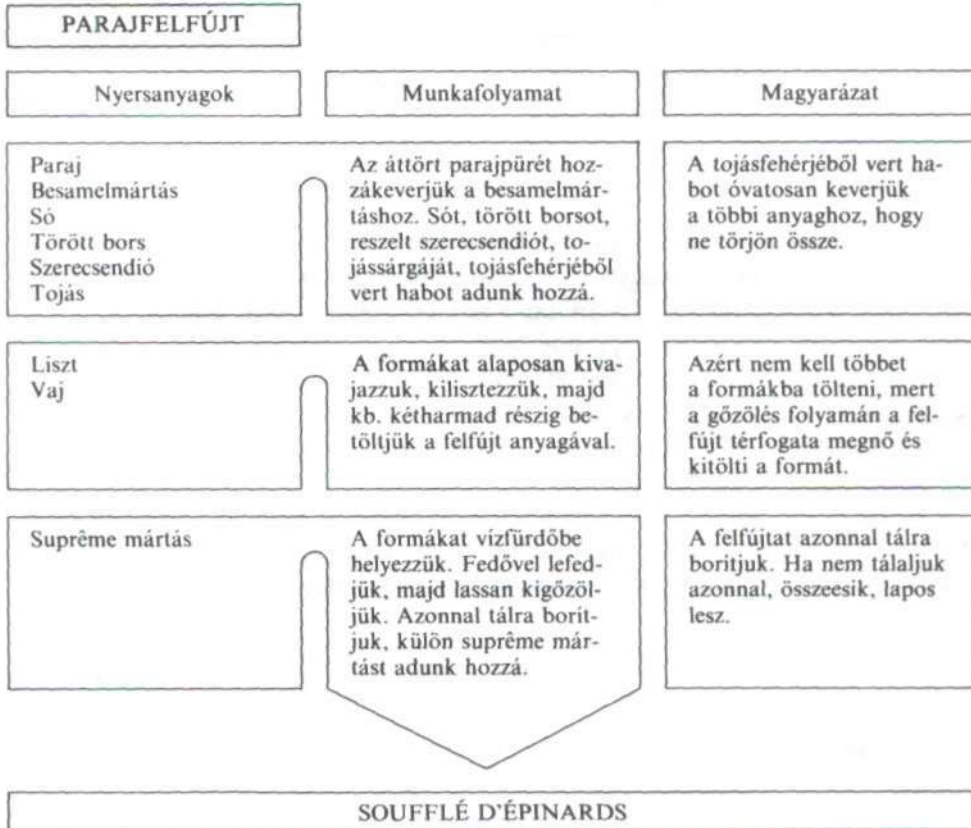 PARAJFELFÚJT
Nyersanyagok
Munkafolyamat
Magyarázat
Paraj
Besamelmártás
Só
Törött bors
Szerecsendió
Tojás
Az áttört parajpürét hoz-
zákeverjük a besamelmár-
táshoz. Sót, törött borsot,
reszelt szerecsendiót, to-
jássárgáját, tojásfehérjéből
vert habot adunk hozzá.
A tojásfehérjéből vert ha-
bot óvatosan keverjük
a többi anyaghoz, hogy
ne törjön össze.
Liszt
Vaj
A formákat alaposan kiva-
jazzuk, kilisztezzük, majd
kb. kétharmad részig be-
töltjük a felfújt anyagával.
Azért nem kell többet
a formákba tölteni, mert
a gőzölés folyamán a fel-
fújt térfogata megnő és
kitölti a formát.
Suprême mártás
A formákat vízfürdőbe
helyezzük. Fedővel lefed-
jük, majd lassan kigőzöl-
jük. Azonnal tálra borít-
juk, külön suprême már-
tást adunk hozzá.
A felfújtat azonnal tálra
borítjuk. Ha nem tálaljuk
azonnal, összeesik, lapos
lesz.
SOUFFLÉ D'ÉPINARDS